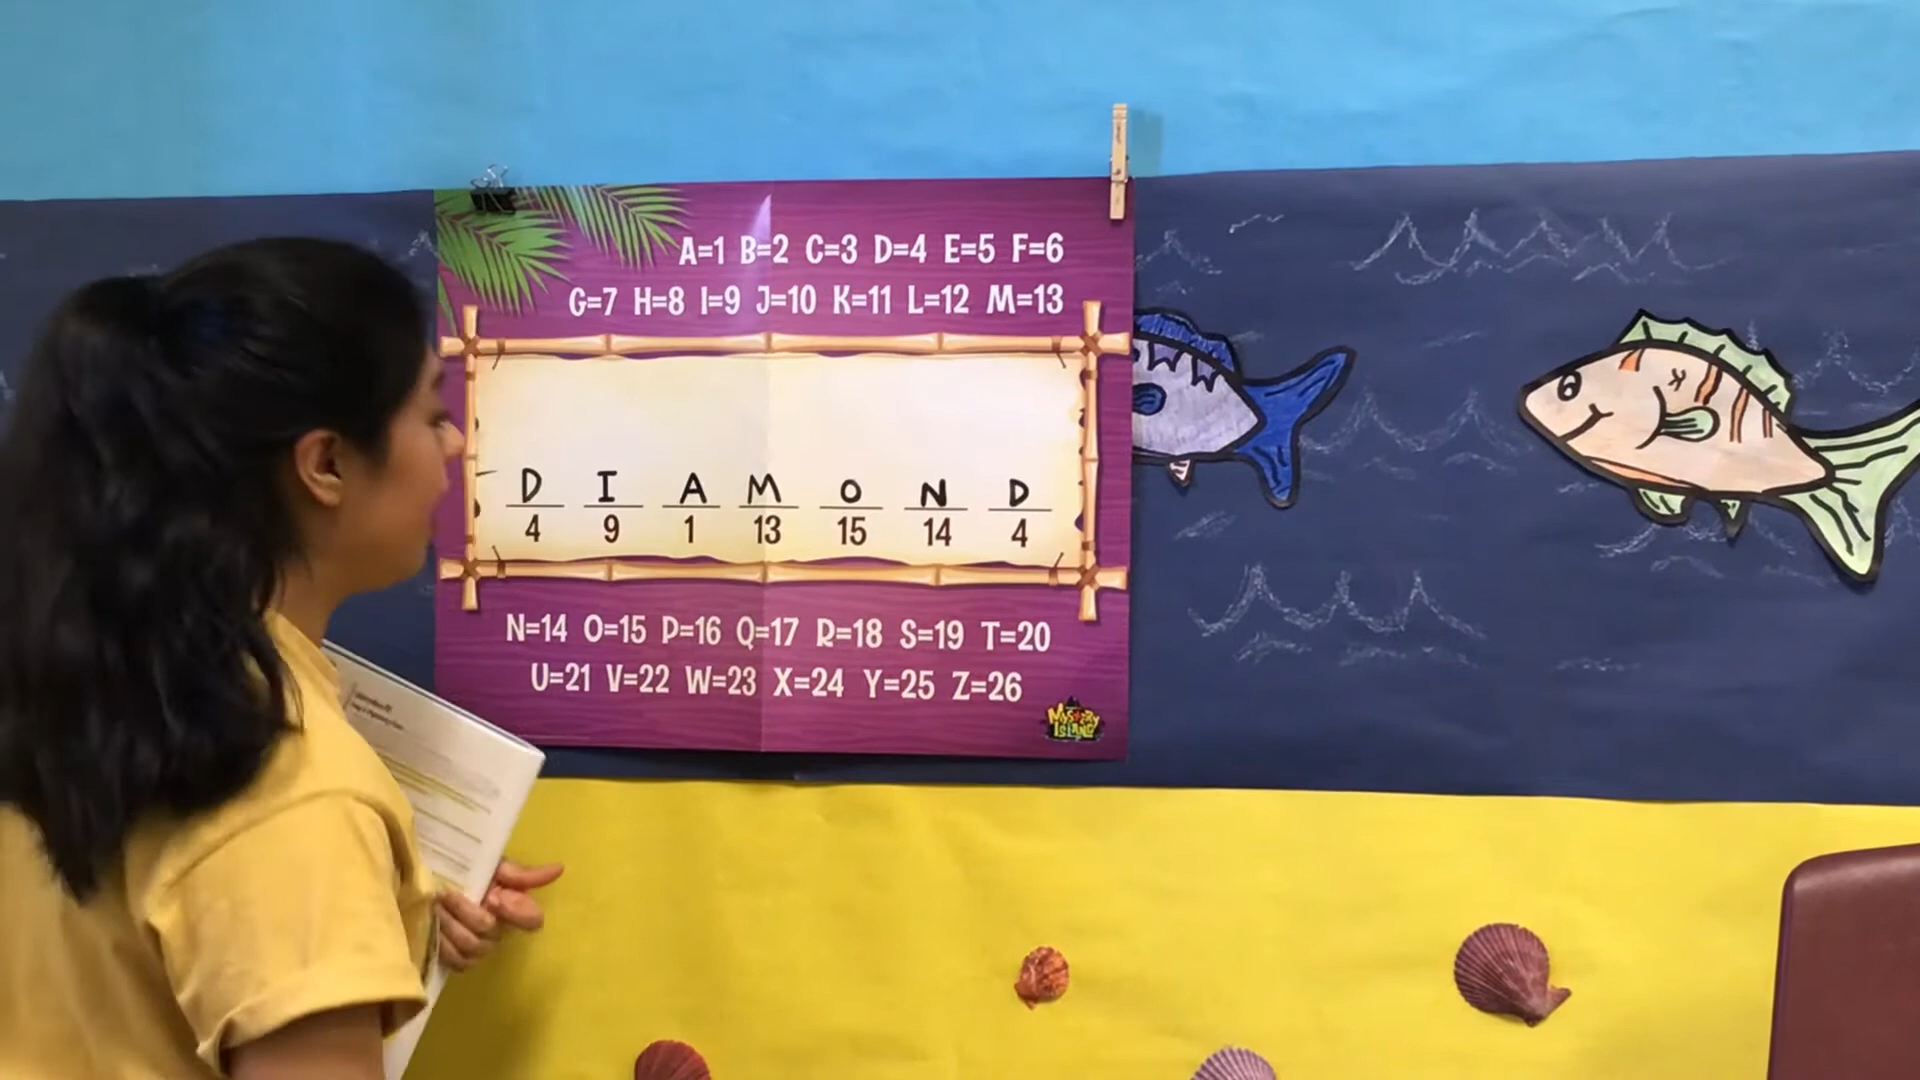 A=1 B=2 C=3 D=4 E=5 F=6
G=7 H=8 I=9 J=10 K=11 L=12 M=13
D I A M O N D
4 9 1 13 15 14 4
N=14 O=15 P=16 Q=17 R=18 S=19 T=20
U=21 V=22 W=23 X=24 Y=25 Z=26
MYSTERY
ISLAND